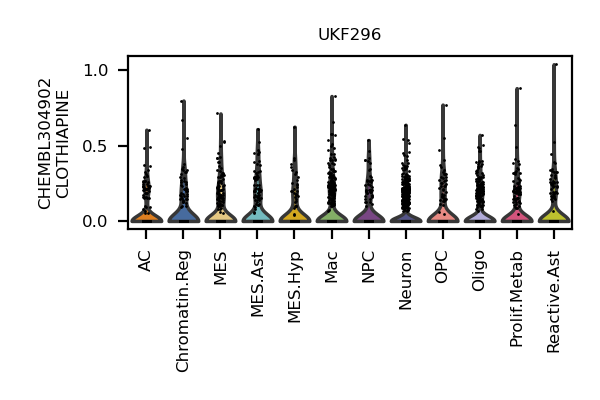 UKF296
CHEMBL304902
CLOTHIAPINE
1.0
0.5
0.0
AC
Chromatin.Reg
MES
MES.Ast
MES.Hyp
Mac
NPC
Neuron
OPC
Oligo
Prolif.Metab
Reactive.Ast